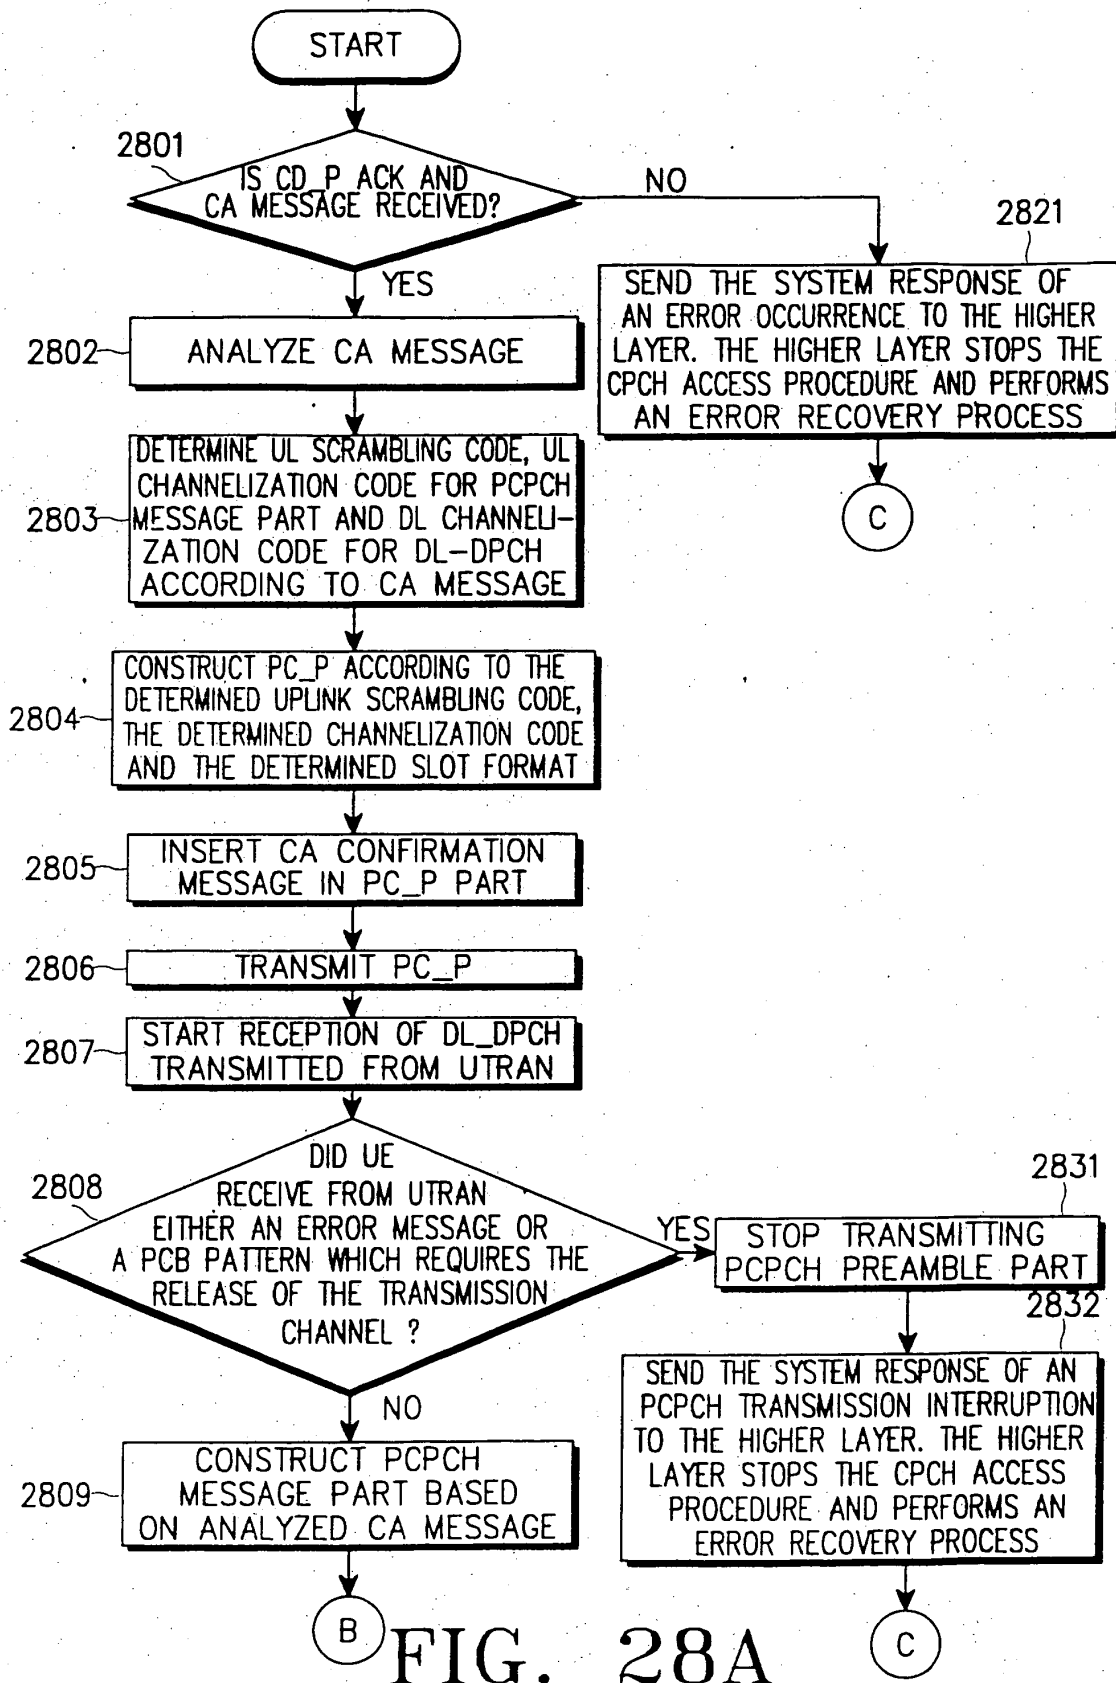 START
2801
IS CD_P ACK AND
CA MESSAGE RECEIVED?
NO
YES
2821
SEND THE SYSTEM RESPONSE OF
AN ERROR OCCURRENCE TO THE HIGHER
LAYER. THE HIGHER LAYER STOPS THE
CPCH ACCESS PROCEDURE AND PERFORMS
AN ERROR RECOVERY PROCESS
C
2802
ANALYZE CA MESSAGE
2803
DETERMINE UL SCRAMBLING CODE, UL
CHANNELIZATION CODE FOR PCPCH
MESSAGE PART AND DL CHANNELI-
ZATION CODE FOR DL-DPCH
ACCORDING TO CA MESSAGE
2804
CONSTRUCT PC_P ACCORDING TO THE
DETERMINED UPLINK SCRAMBLING CODE,
THE DETERMINED CHANNELIZATION CODE
AND THE DETERMINED SLOT FORMAT
2805
INSERT CA CONFIRMATION
MESSAGE IN PC_P PART
2806
TRANSMIT PC_P
2807
START RECEPTION OF DL_DPCH
TRANSMITTED FROM UTRAN
2808
DID UE
RECEIVE FROM UTRAN
EITHER AN ERROR MESSAGE OR
A PCB PATTERN WHICH REQUIRES THE
RELEASE OF THE TRANSMISSION
CHANNEL ?
YES
NO
2831
STOP TRANSMITTING
PCPCH PREAMBLE PART
2832
SEND THE SYSTEM RESPONSE OF AN
PCPCH TRANSMISSION INTERRUPTION
TO THE HIGHER LAYER. THE HIGHER
LAYER STOPS THE CPCH ACCESS
PROCEDURE AND PERFORMS AN
ERROR RECOVERY PROCESS
C
2809
CONSTRUCT PCPCH
MESSAGE PART BASED
ON ANALYZED CA MESSAGE
B
FIG. 28A